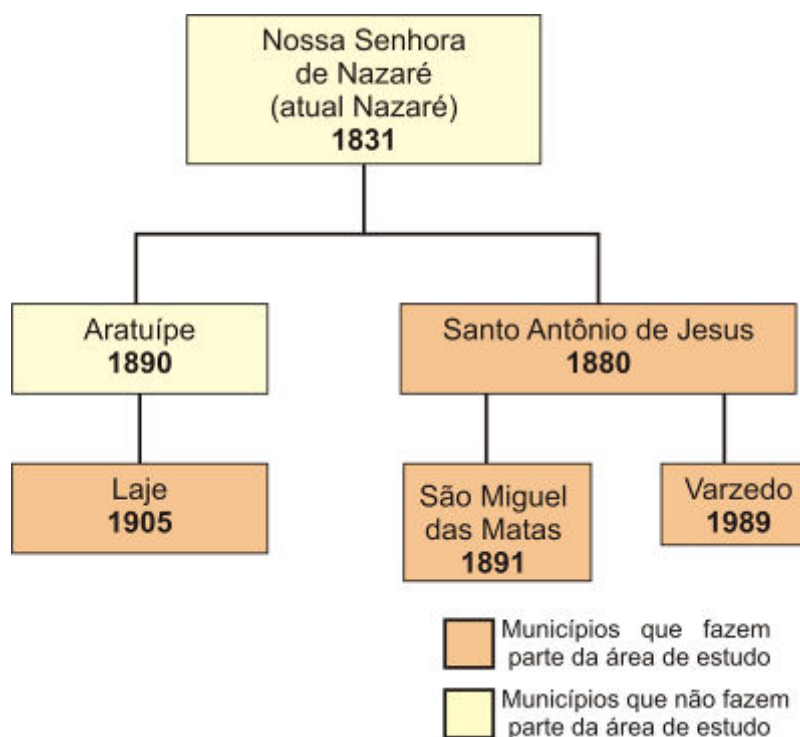 Nossa Senhora
de Nazaré
(atual Nazaré)
1831
Aratuípe
1890
Santo Antônio de Jesus
1880
Laje
1905
São Miguel
das Matas
1891
Varzedo
1989
Municípios que fazem
parte da área de estudo
Municípios que não fazem
parte da área de estudo